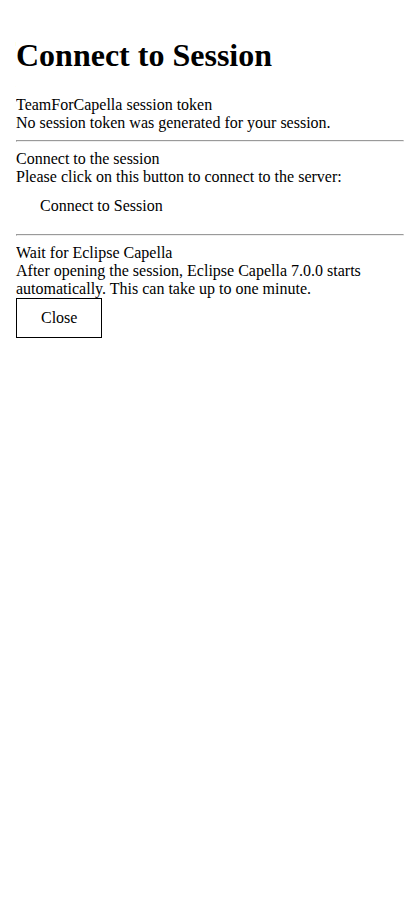 Connect to Session
TeamForCapella session token
No session token was generated for your session.
Connect to the session
Please click on this button to connect to the server:
Connect to Session
Wait for Eclipse Capella
After opening the session, Eclipse Capella 7.0.0 starts
automatically. This can take up to one minute.
Close